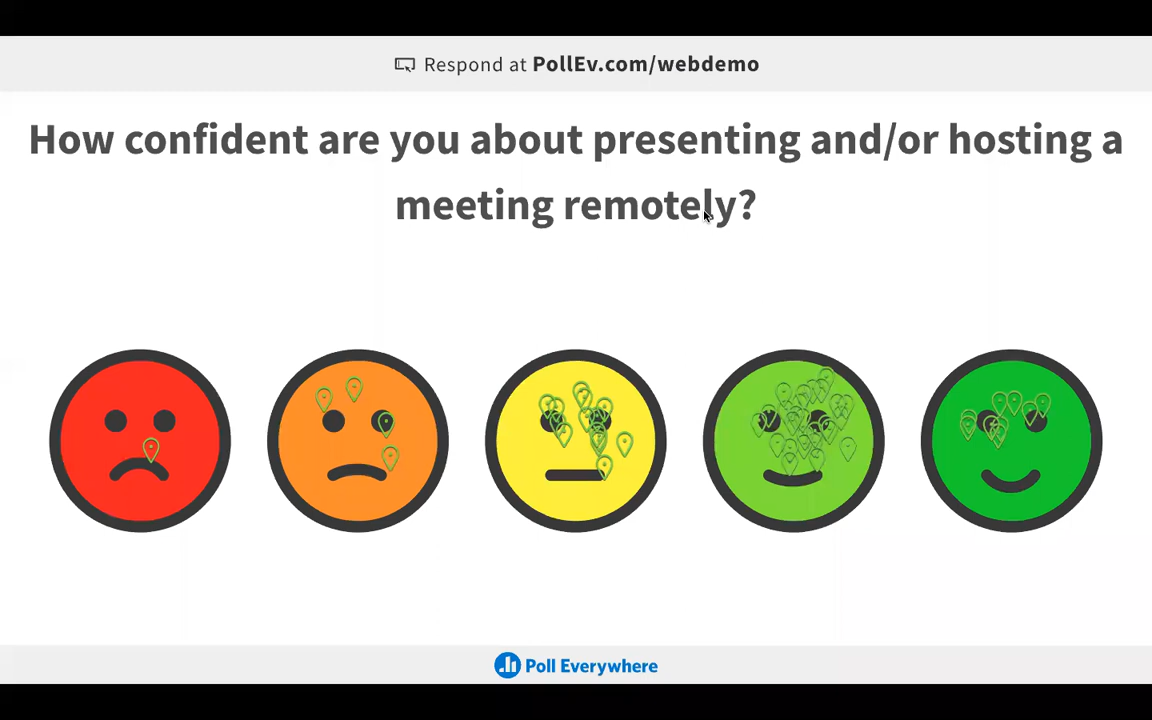 Respond at PollEv.com/webdemo
How confident are you about presenting and/or hosting a
meeting remotely?
Poll Everywhere